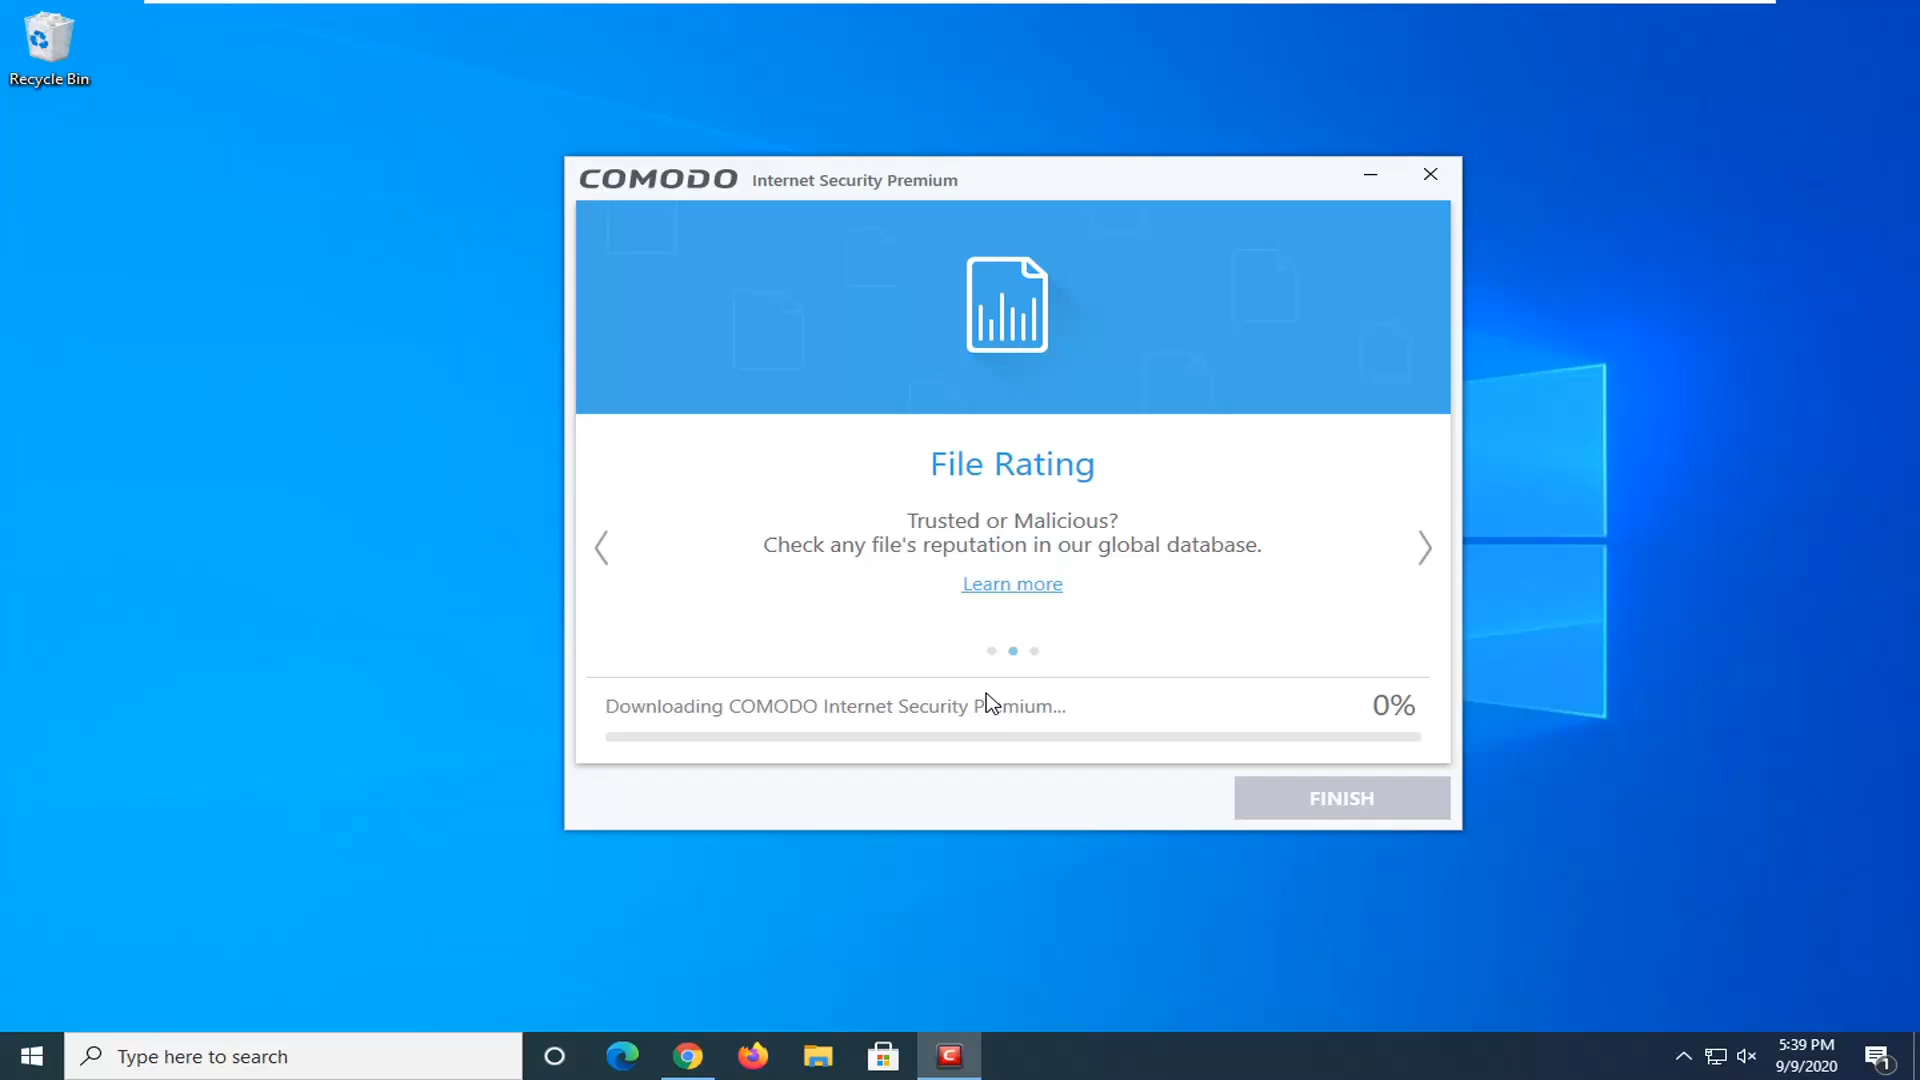 Recycle Bin
COMODO Internet Security Premium
File Rating
Trusted or Malicious?
Check any file's reputation in our global database.
Learn more
Downloading COMODO Internet Security Premium...
0%
FINISH
Type here to search
C
5:39 PM
9/9/2020
1